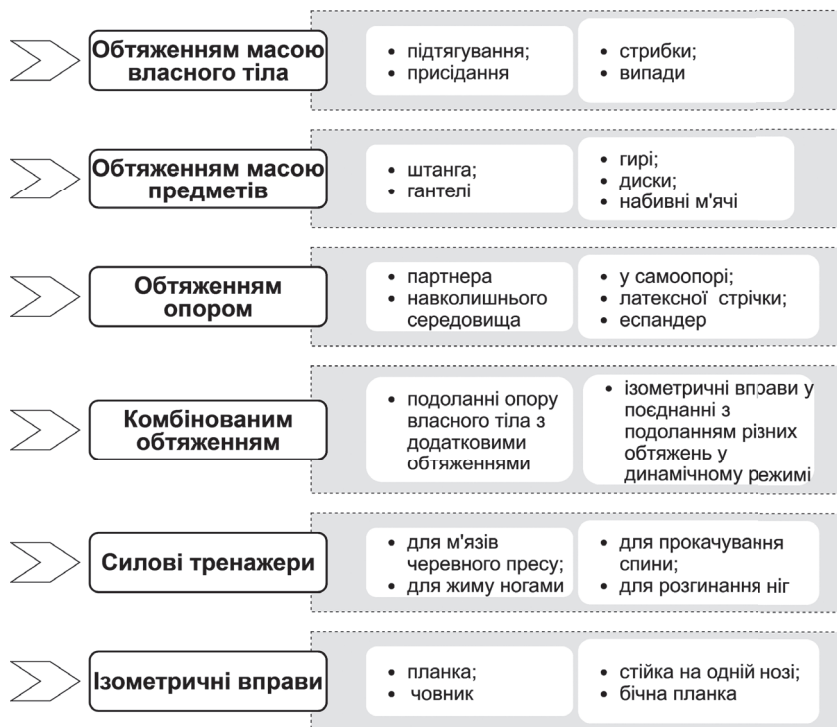 Обтяженням масою
власного тіла
• підтягування;
• присідання
• стрибки;
• випади
Обтяженням масою
предметів
• штанга;
• гантелі
• гирі;
• диски;
• набивні м'ячі
Обтяженням
опором
• партнера
• навколишнього
середовища
• у самоопорі;
• латексної стрічки;
• еспандер
Комбінованим
обтяженням
• подоланні опору
власного тіла з
додатковими
обтяженнями
• ізометричні вправи у
поєднанні з
подоланням різних
обтяжень у
динамічному режимі
Силові тренажери
• для м'язів
черевного пресу;
• для жиму ногами
• для прокачування
спини;
• для розгинання ніг
Ізометричні вправи
• планка;
• човник
• стійка на одній нозі;
• бічна планка